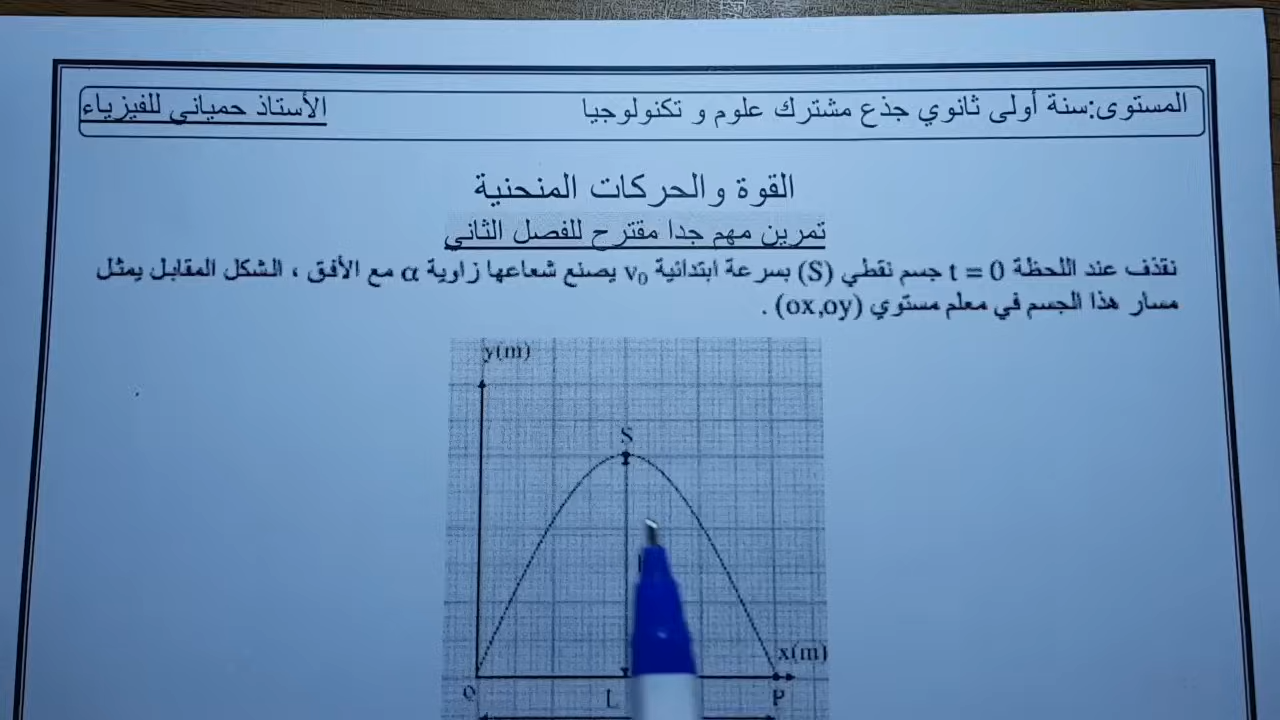 المستوى:سنة أولى ثانوي جذع مشترك علوم و تكنولوجيا
الأستاذ حمياني للفيزياء
القوة والحركات المنحنية
تمرين مهم جدا مقترح للفصل الثاني
نقذف عند اللحظة t = 0 جسم نقطي (S) بسرعة ابتدائية v₀ يصنع شعاعها زاوية α مع الأفق ، الشكل المقابل يمثل
مسار هذا الجسم في معلم مستوي (ox,oy) .
y(m)
S
x(m)
O
L
P